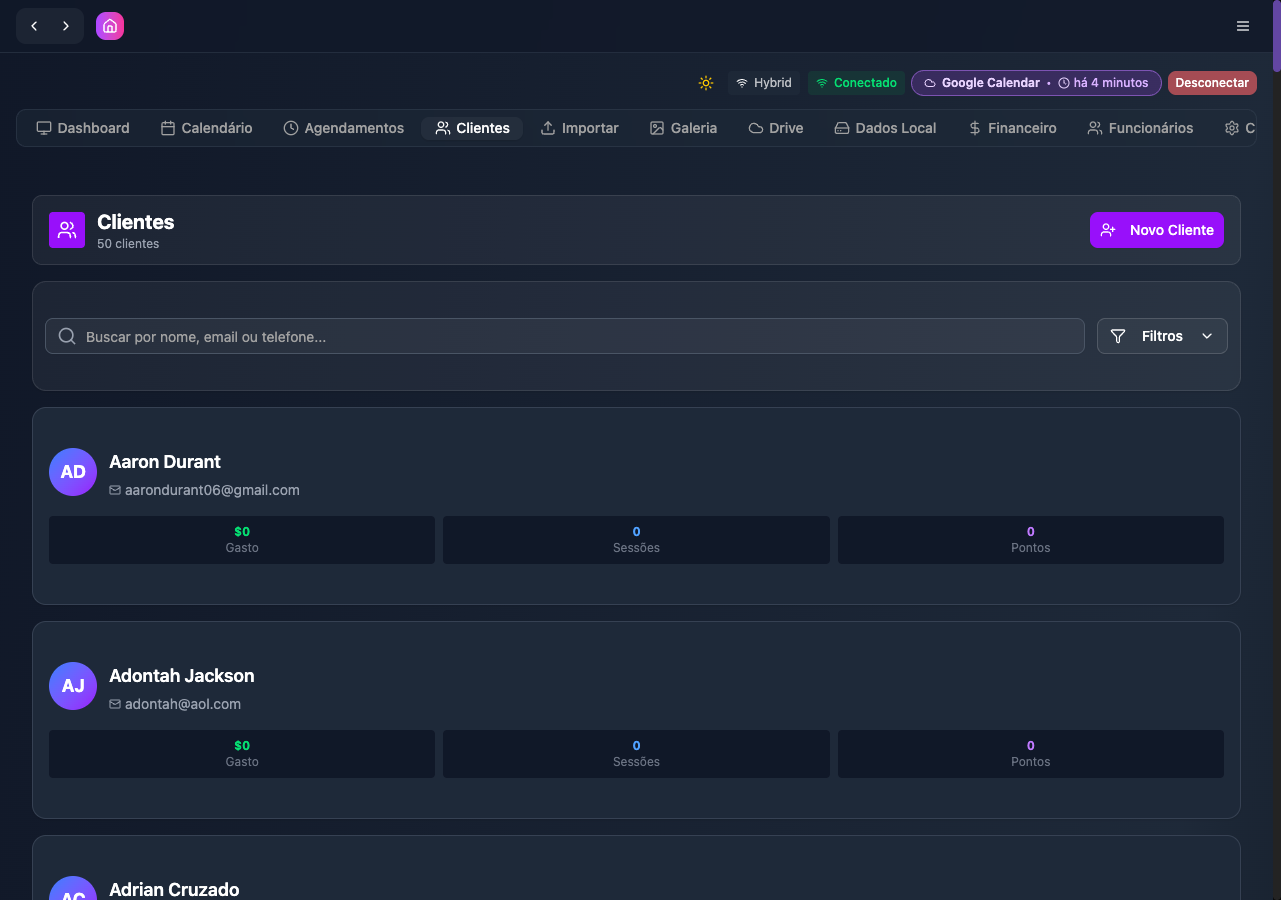 Hybrid
Conectado
Google Calendar • há 4 minutos
Desconectar
Dashboard
Calendário
Agendamentos
Clientes
Importar
Galeria
Drive
Dados Local
Financeiro
Funcionários
C
Clientes
50 clientes
Novo Cliente
Buscar por nome, email ou telefone...
Filtros
AD
Aaron Durant
aarondurant06@gmail.com
$0
Gasto
0
Sessões
0
Pontos
AJ
Adontah Jackson
adontah@aol.com
$0
Gasto
0
Sessões
0
Pontos
AC
Adrian Cruzado